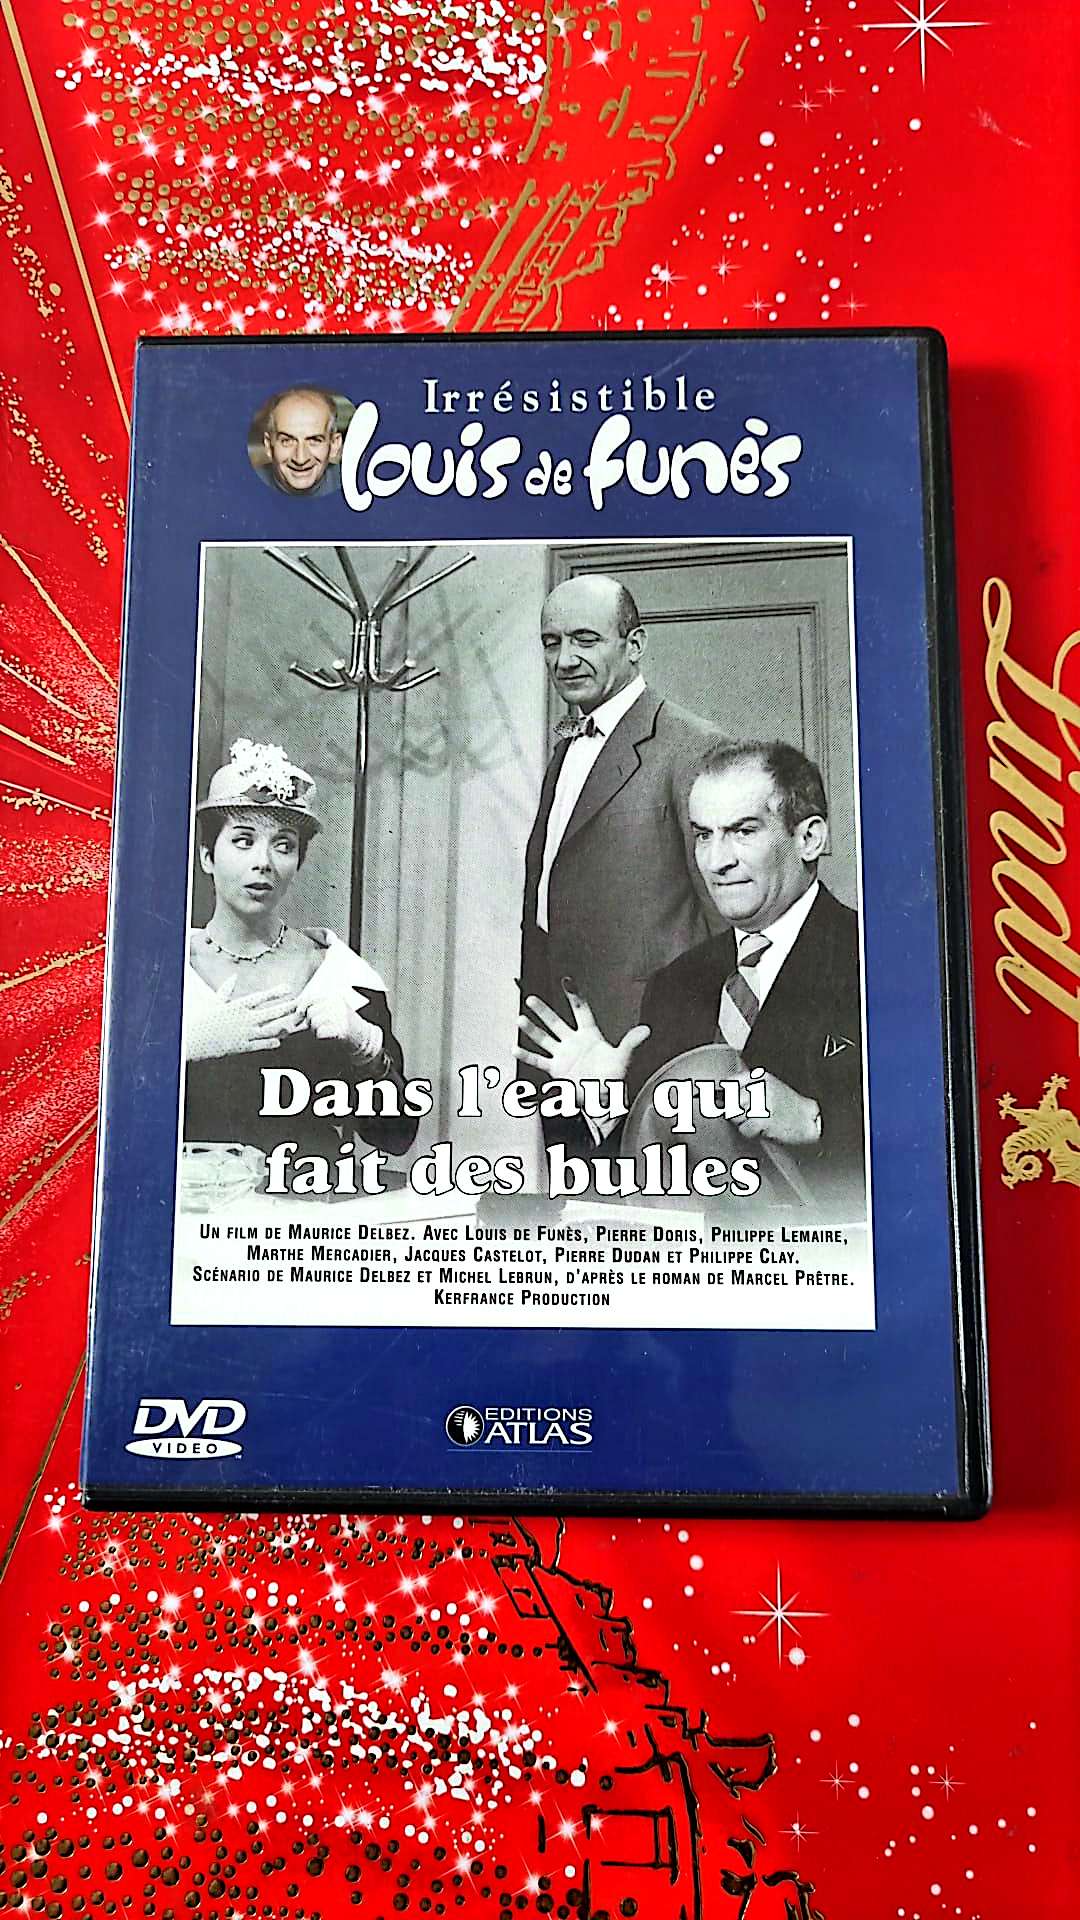 Irrésistible
Louis de Funès
Dans l'eau qui
fait des bulles
Un film de Maurice Delbez. Avec Louis de Funès, Pierre Doris, Philippe Lemaire,
Marthe Mercadier, Jacques Castelot, Pierre Dudan et Philippe Clay.
Scénario de Maurice Delbez et Michel Lebrun, d'après le roman de Marcel Prêtre.
Kerfrance Production
DVD
VIDEO
EDITIONS
ATLAS
Lindt